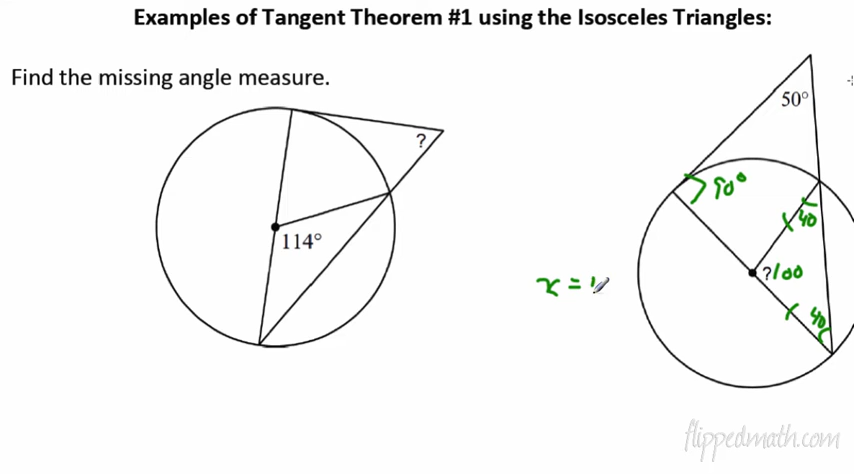 Examples of Tangent Theorem #1 using the Isosceles Triangles:
Find the missing angle measure.
?
114°
50°
90°
40
?100
40
x =
flippedmath.com